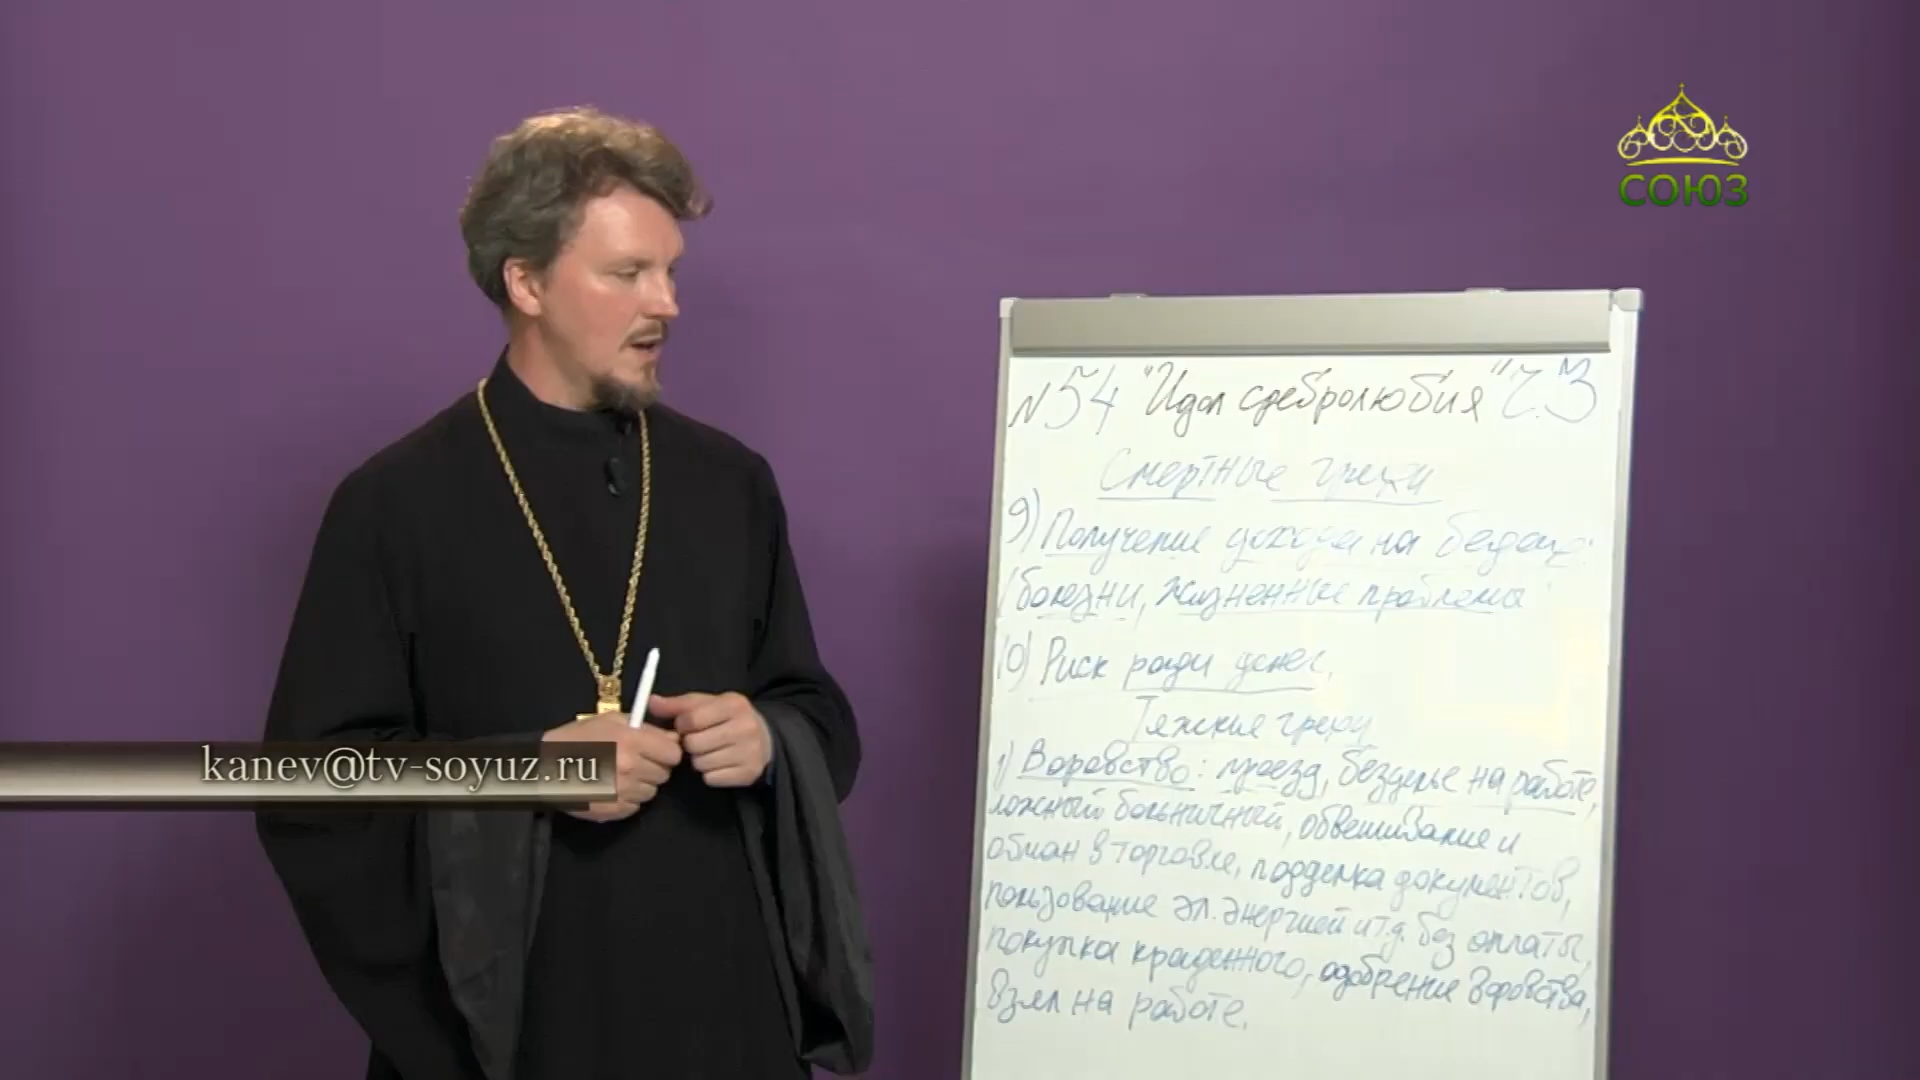 СОЮЗ
N54 "Идол сребролюбия" Ч.3
Смертные грехи
9) Получение дохода на беде
(болезни, жизненные проблемы
10) Риск ради денег.
Тяжкие грехи
1) Воровство: проезд, безделье на работе,
ложный больничный, обвешивание и
обман в торговле, подделка документов,
пользование эл. энергией и т.д. без оплаты,
покупка краденного, одобрение воровства,
Взял на работе.
kanev@tv-soyuz.ru